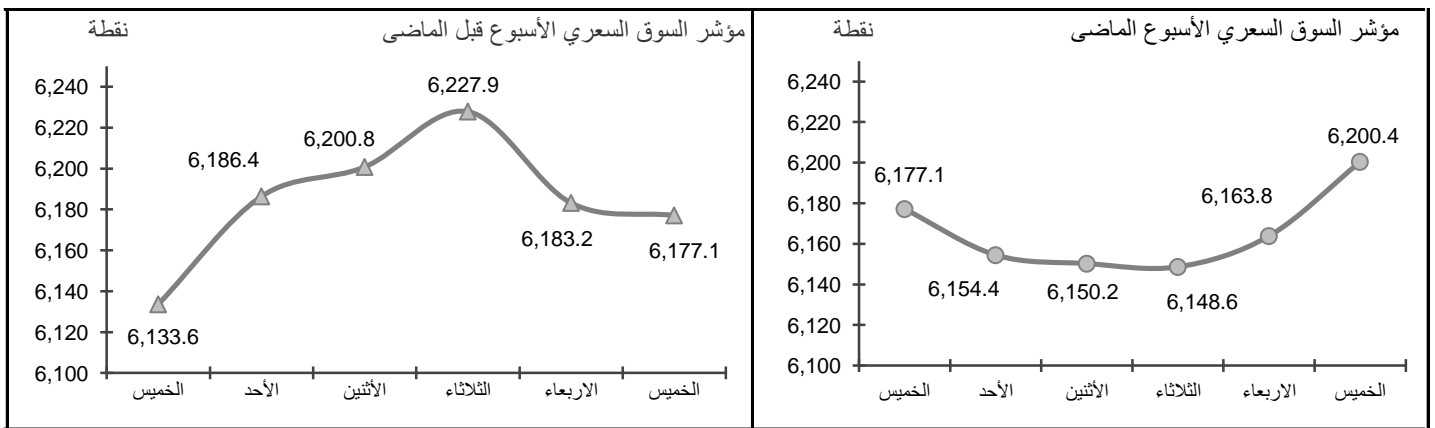 مؤشر السوق السعري الأسبوع الماضى
نقطة
6,240
6,220
6,200
6,180
6,160
6,140
6,120
6,100
6,177.1
6,154.4
6,150.2
6,148.6
6,163.8
6,200.4
الخميس
الأحد
الأثنين
الثلاثاء
الاربعاء
الخميس
مؤشر السوق السعري الأسبوع قبل الماضى
نقطة
6,240
6,220
6,200
6,180
6,160
6,140
6,120
6,100
6,133.6
6,186.4
6,200.8
6,227.9
6,183.2
6,177.1
الخميس
الأحد
الأثنين
الثلاثاء
الاربعاء
الخميس